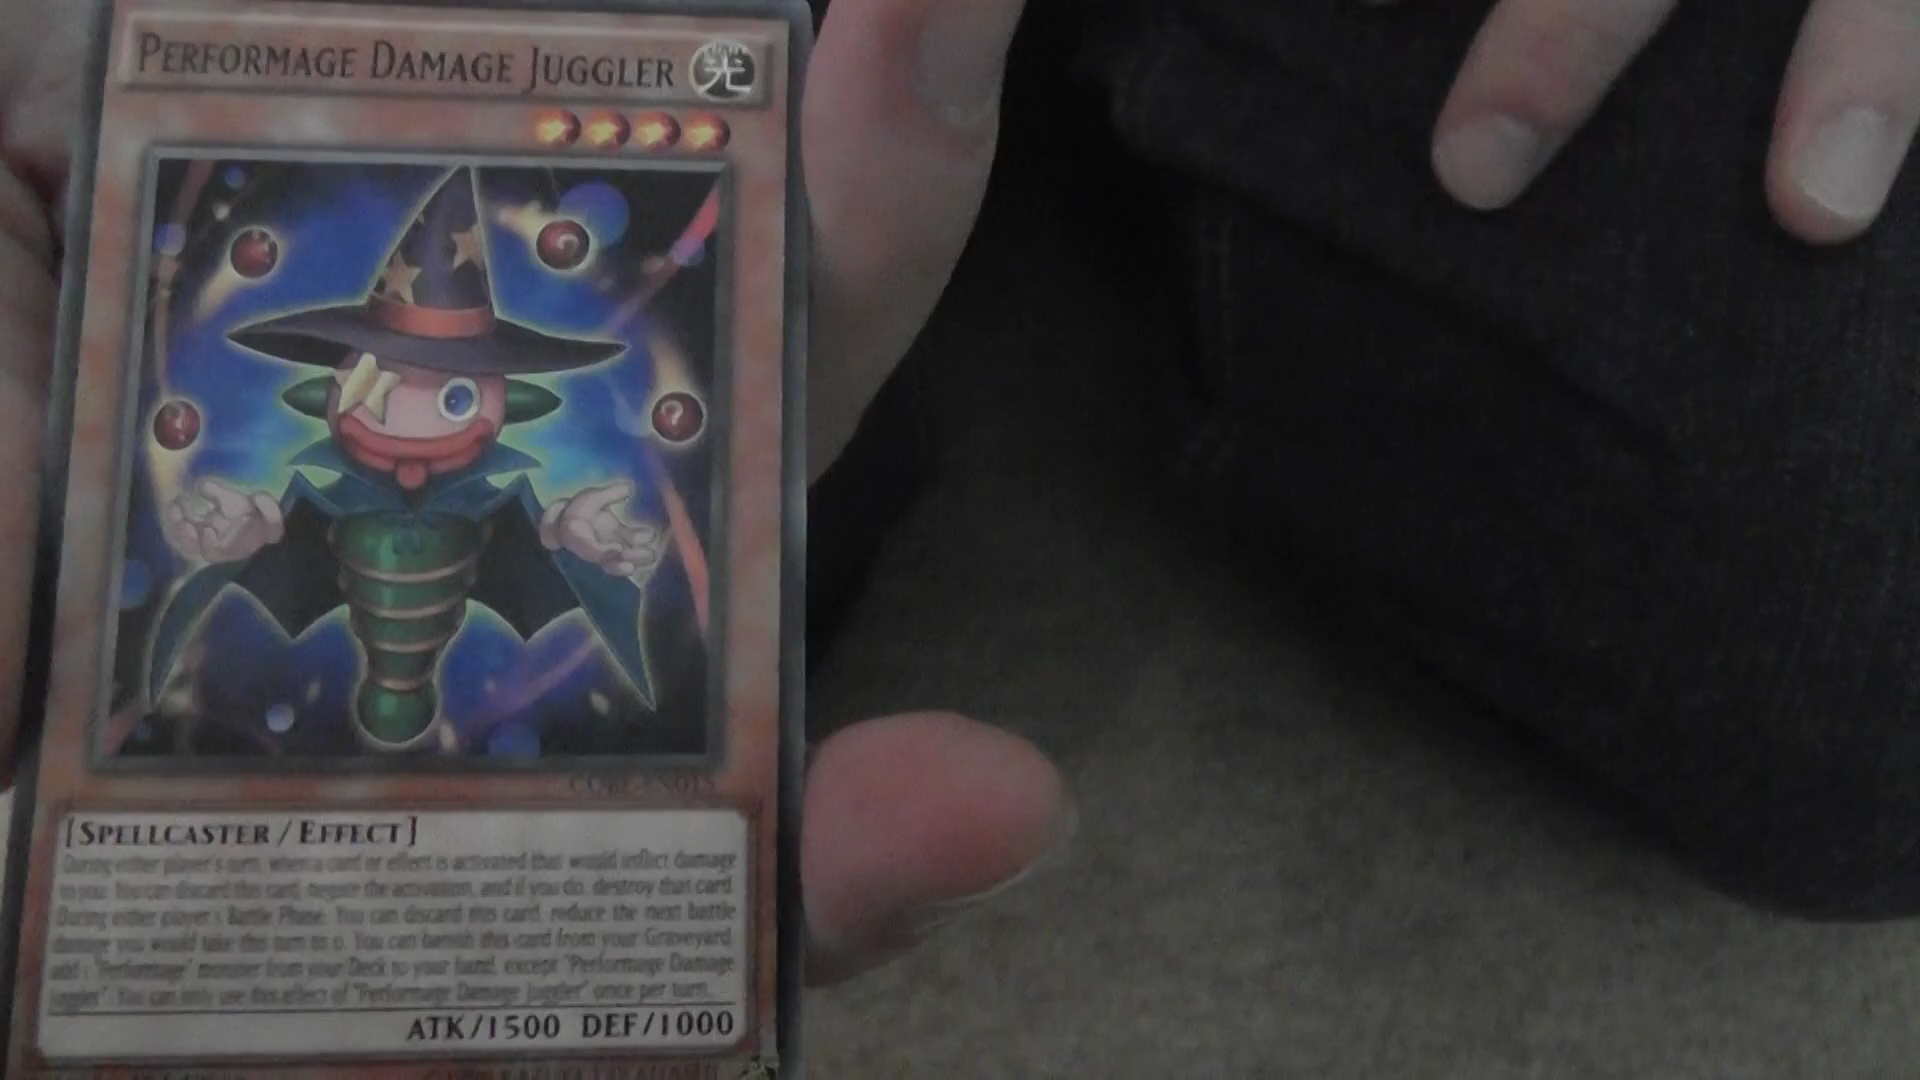 PERFORMAGE DAMAGE JUGGLER 光
CORE-EN015
[SPELLCASTER / EFFECT]
During either player's turn, when a card or effect is activated that would inflict damage
to you: You can discard this card; negate the activation, and if you do, destroy that card.
During either player's Battle Phase: You can discard this card; reduce the next battle
damage you would take this turn to 0. You can banish this card from your Graveyard;
add 1 "Performage" monster from your Deck to your hand, except "Performage Damage
Juggler". You can only use this effect of "Performage Damage Juggler" once per turn.
ATK/1500 DEF/1000